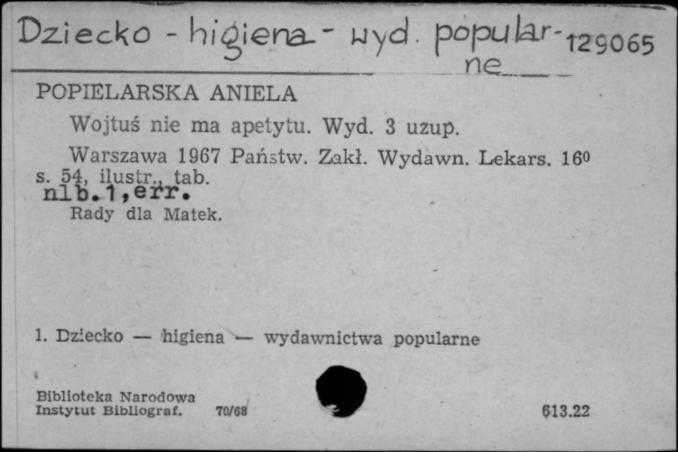 Dziecko - higiena - wyd. popular- 129065
ne
POPIELARSKA ANIELA
Wojtuś nie ma apetytu. Wyd. 3 uzup.
Warszawa 1967 Państw. Zakł. Wydawn. Lekars. 16⁰
s. 54, ilustr., tab.
nlb.1,err.
Rady dla Matek.
1. Dziecko — higiena — wydawnictwa popularne
Biblioteka Narodowa
Instytut Bibliograf. 70/68 613.22